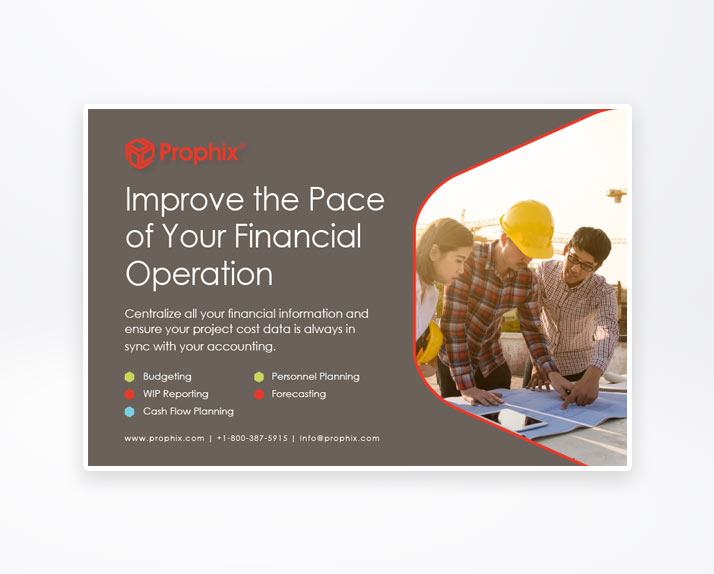 Prophix®
Improve the Pace
of Your Financial
Operation
Centralize all your financial information and
ensure your project cost data is always in
sync with your accounting.
Budgeting
Personnel Planning
WIP Reporting
Forecasting
Cash Flow Planning
www.prophix.com | +1-800-387-5915 | info@prophix.com